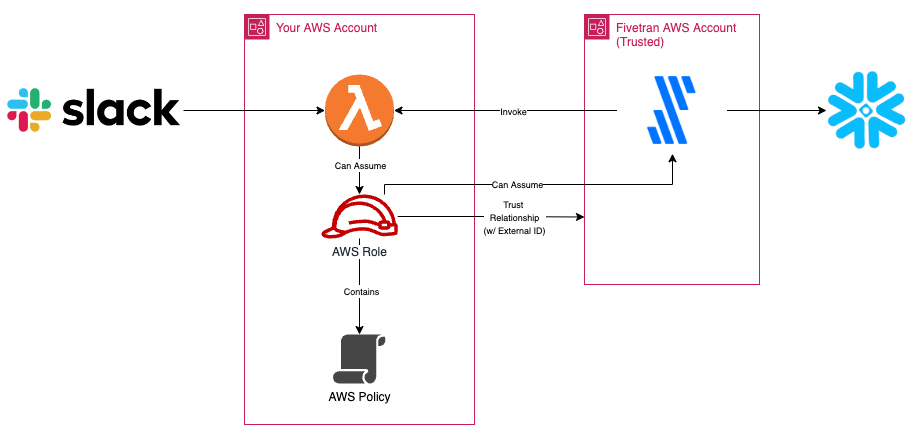 Your AWS Account
Fivetran AWS Account
(Trusted)
slack
Invoke
Can Assume
Can Assume
Trust
Relationship
(w/ External ID)
AWS Role
Contains
AWS Policy